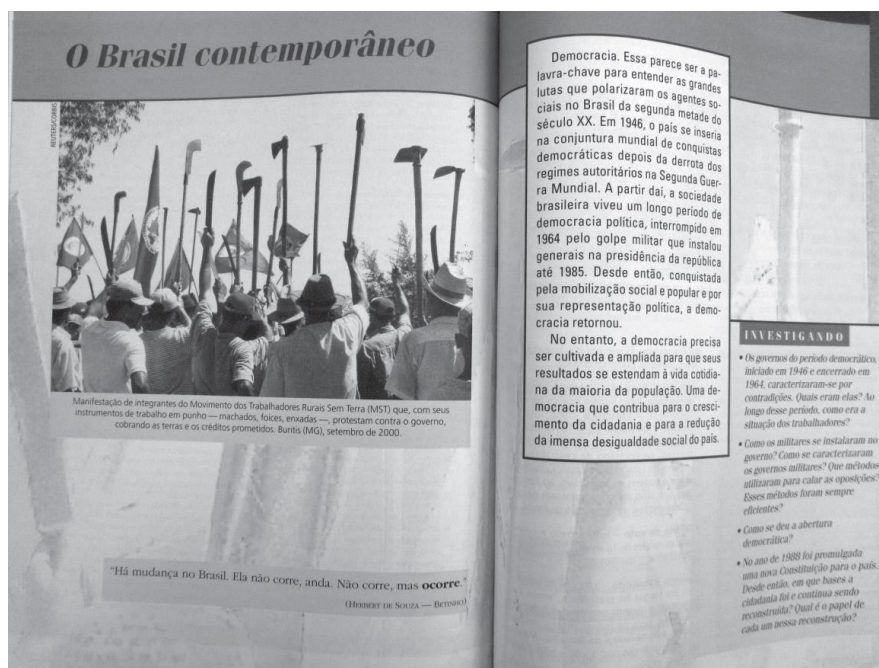 O Brasil contemporâneo
REUTERS/CORBIS
Manifestação de integrantes do Movimento dos Trabalhadores Rurais Sem Terra (MST) que, com seus
instrumentos de trabalho em punho — machados, foices, enxadas —, protestam contra o governo,
cobrando as terras e os créditos prometidos. Buritis (MG), setembro de 2000.
"Há mudança no Brasil. Ela não corre, anda. Não corre, mas ocorre."
(HERBERT DE SOUZA — BETINHO)
Democracia. Essa parece ser a pa-
lavra-chave para entender as grandes
lutas que polarizaram os agentes so-
ciais no Brasil da segunda metade do
século XX. Em 1946, o país se inseria
na conjuntura mundial de conquistas
democráticas depois da derrota dos
regimes autoritários na Segunda Guer-
ra Mundial. A partir daí, a sociedade
brasileira viveu um longo período de
democracia política, interrompido em
1964 pelo golpe militar que instalou
generais na presidência da república
até 1985. Desde então, conquistada
pela mobilização social e popular e por
sua representação política, a demo-
cracia retornou.
No entanto, a democracia precisa
ser cultivada e ampliada para que seus
resultados se estendam à vida cotidia-
na da maioria da população. Uma de-
mocracia que contribua para o cresci-
mento da cidadania e para a redução
da imensa desigualdade social do país.
INVESTIGANDO
• Os governos do período democrático,
iniciado em 1946 e encerrado em
1964, caracterizaram-se por
contradições. Quais eram elas? Ao
longo desse período, como era a
situação dos trabalhadores?
• Como os militares se instalaram no
governo? Como se caracterizaram
os governos militares? Que métodos
utilizaram para calar as oposições?
Esses métodos foram sempre
eficientes?
• Como se deu a abertura
democrática?
• No ano de 1988 foi promulgada
uma nova Constituição para o país.
Desde então, em que bases a
cidadania foi e continua sendo
reconstruída? Qual é o papel de
cada um nessa reconstrução?